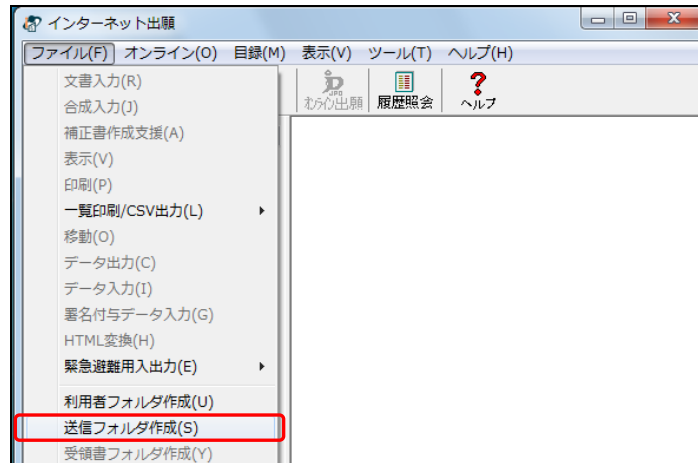 インターネット出願
ファイル(F) オンライン(O) 目録(M) 表示(V) ツール(T) ヘルプ(H)
文書入力(R)
合成入力(J)
補正書作成支援(A)
表示(V)
印刷(P)
一覧印刷/CSV出力(L)
移動(O)
データ出力(C)
データ入力(I)
署名付与データ入力(G)
HTML変換(H)
緊急避難用入出力(E)
利用者フォルダ作成(U)
送信フォルダ作成(S)
受領書フォルダ作成(Y)
JPO
出願
履歴照会
ヘルプ